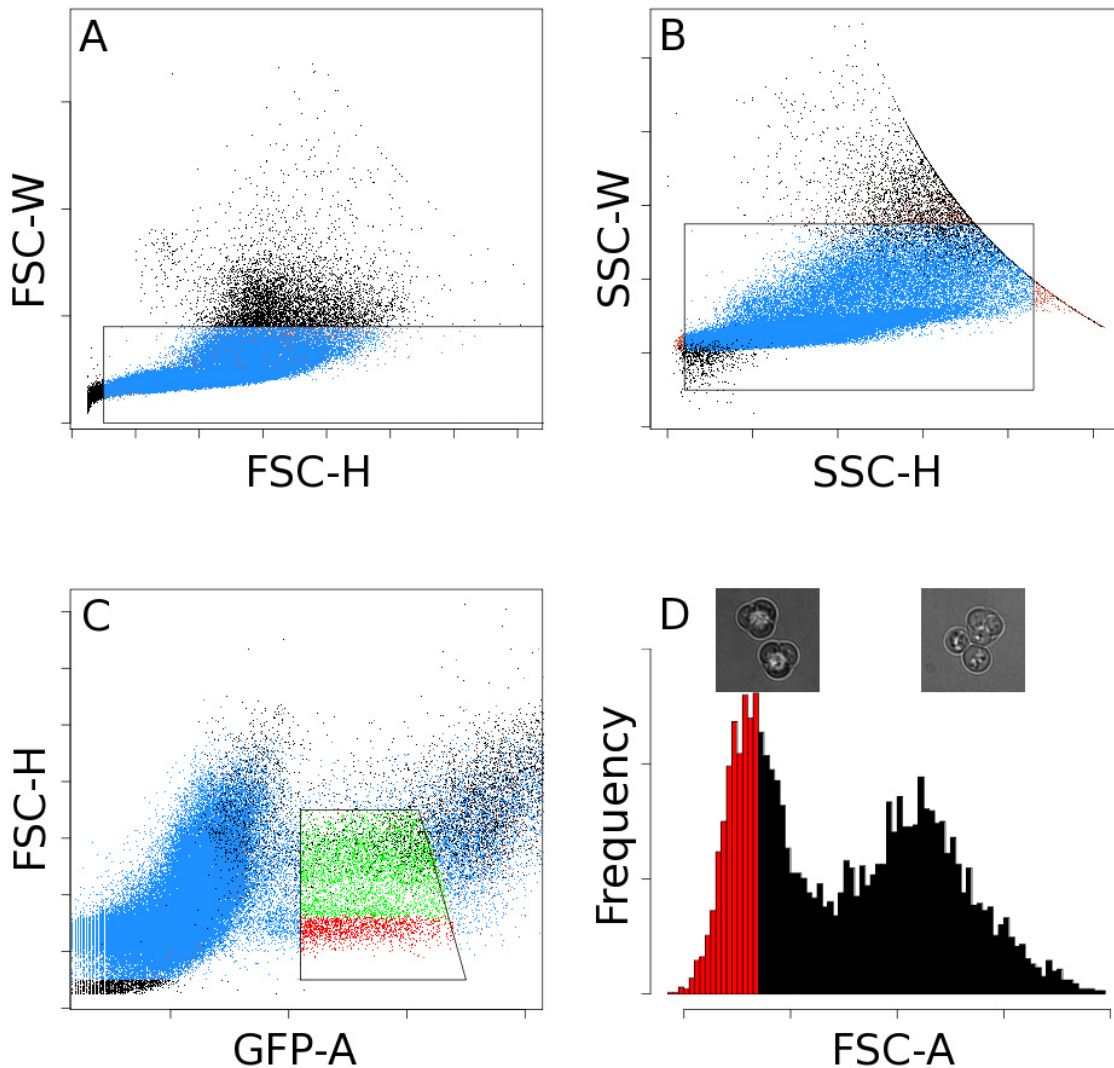 A
FSC-W
FSC-H
B
SSC-W
SSC-H
C
FSC-H
GFP-A
D
Frequency
FSC-A